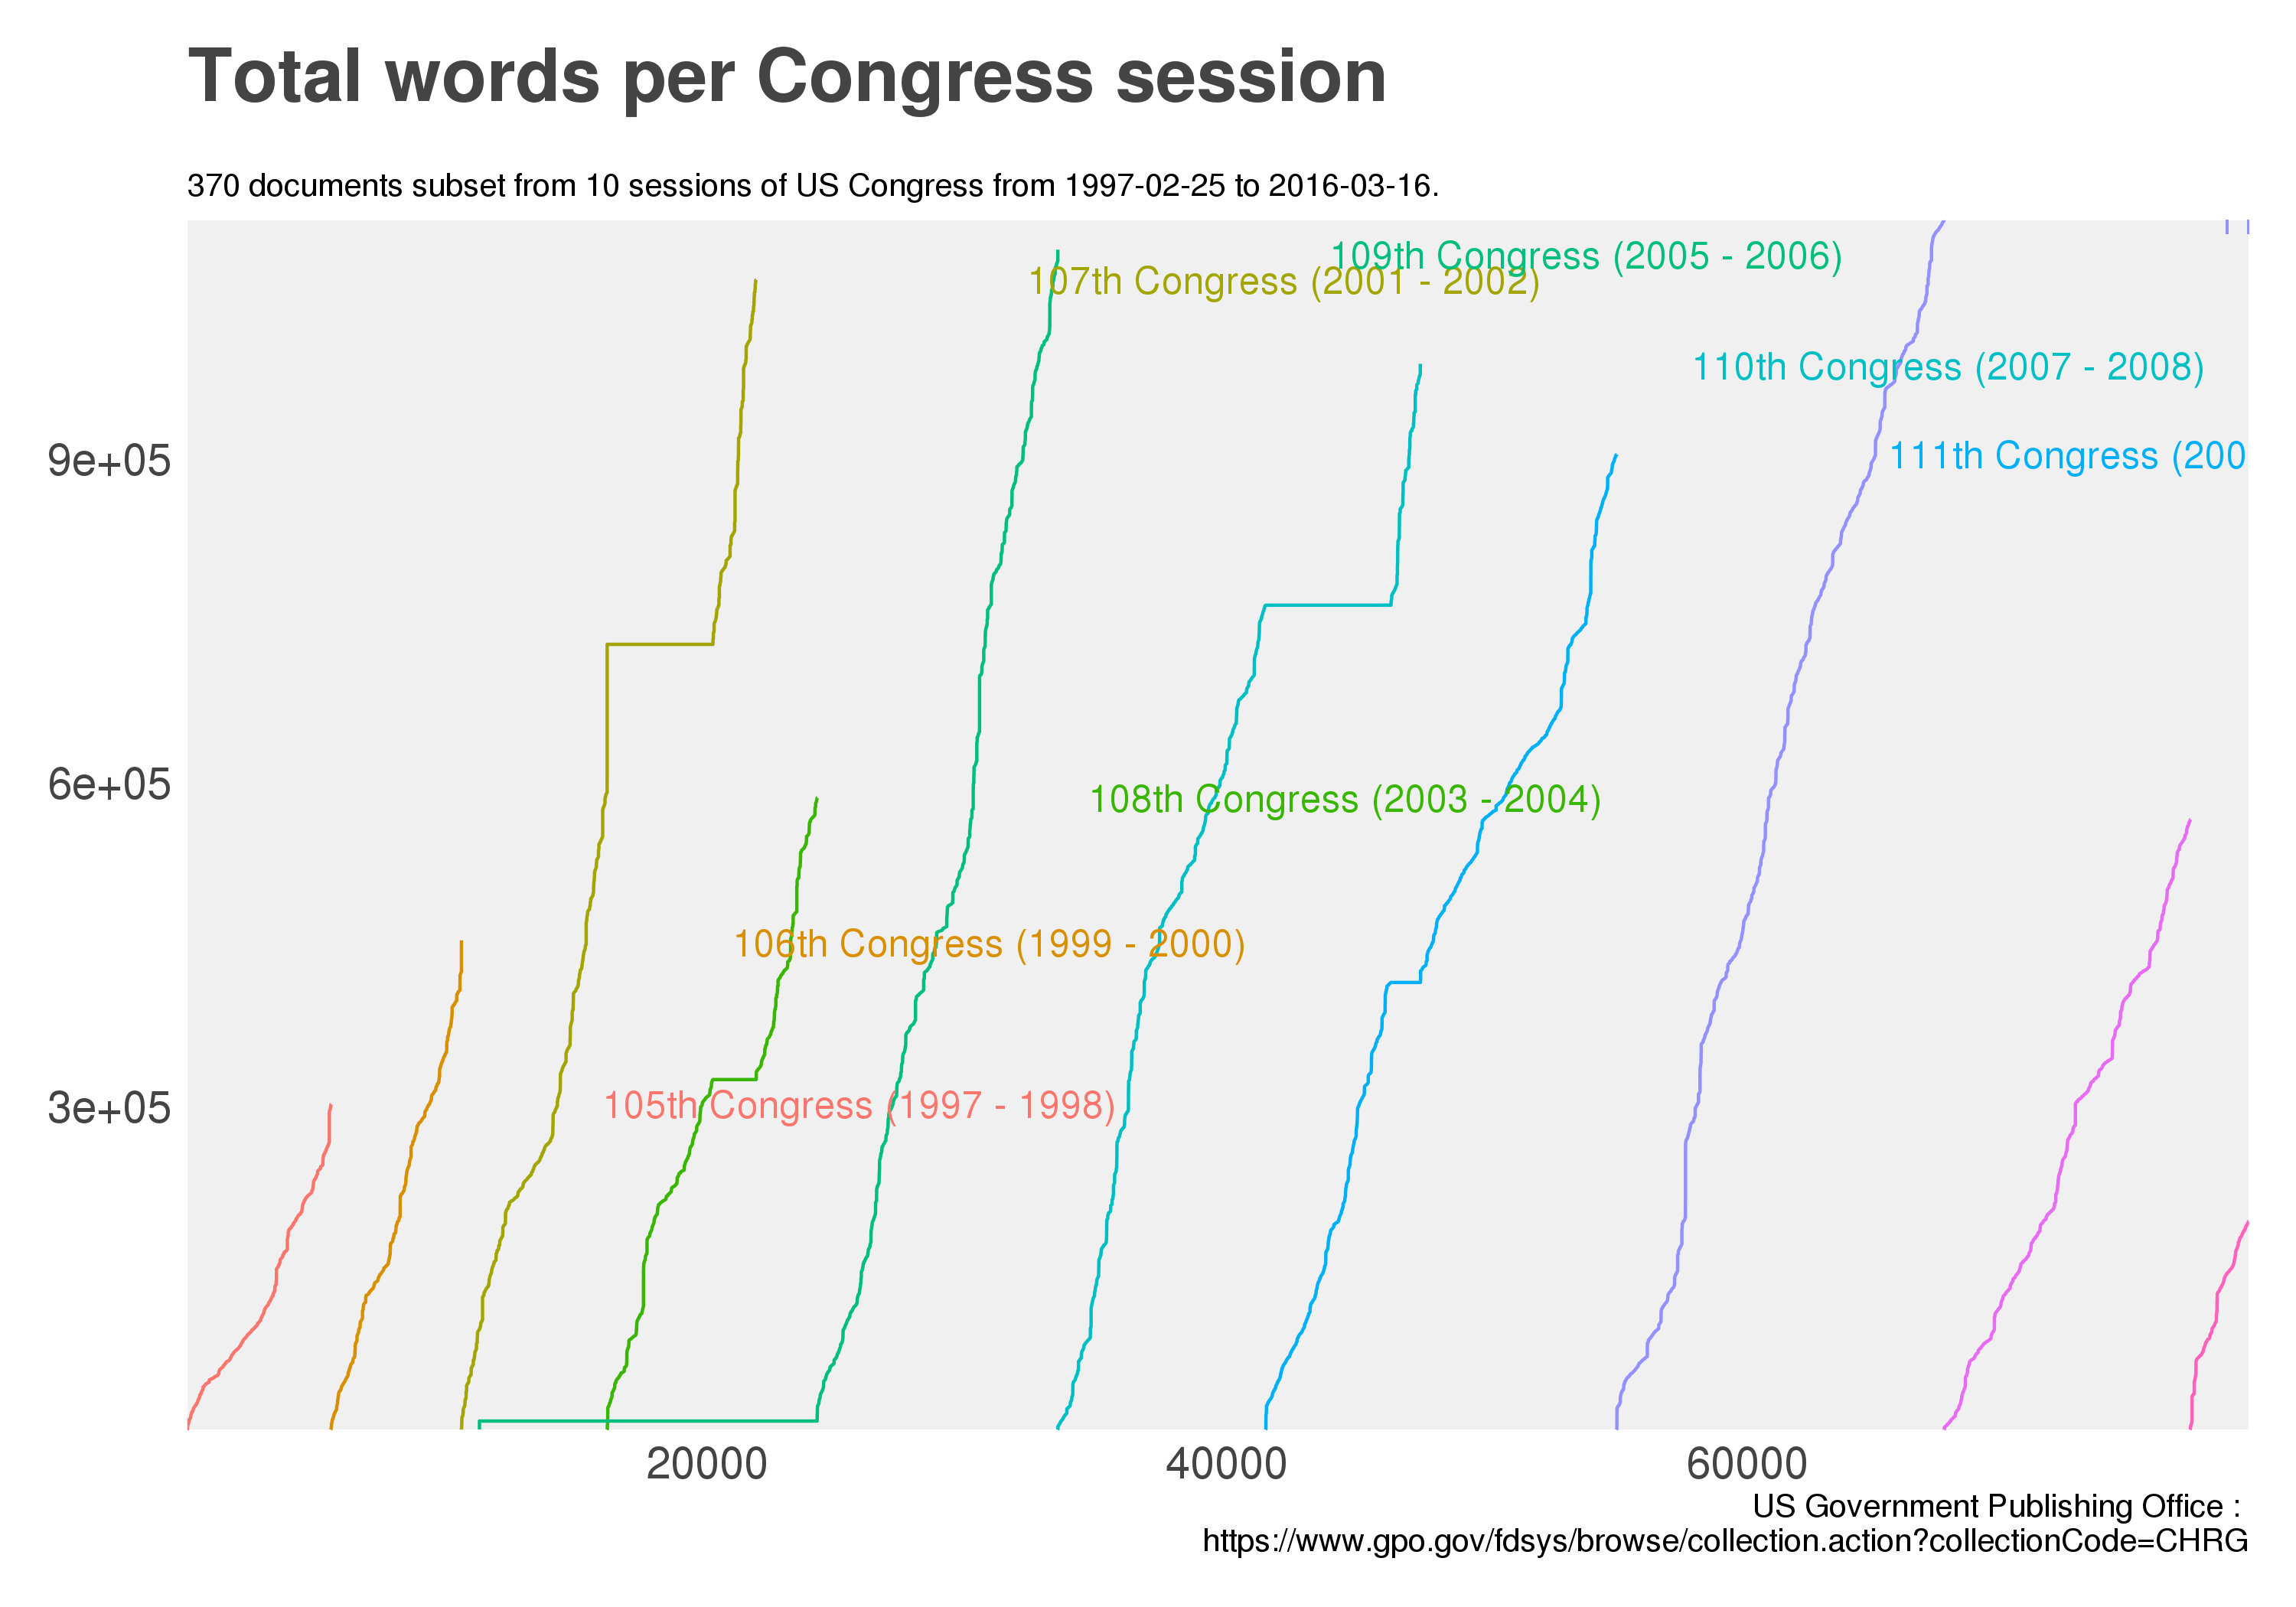 Total words per Congress session
370 documents subset from 10 sessions of US Congress from 1997-02-25 to 2016-03-16.
109th Congress (2005 - 2006)
107th Congress (2001 - 2002)
110th Congress (2007 - 2008)
9e+05
111th Congress (200
6e+05
108th Congress (2003 - 2004)
106th Congress (1999 - 2000)
3e+05
105th Congress (1997 - 1998)
20000
40000
60000
US Government Publishing Office :
https://www.gpo.gov/fdsys/browse/collection.action?collectionCode=CHRG